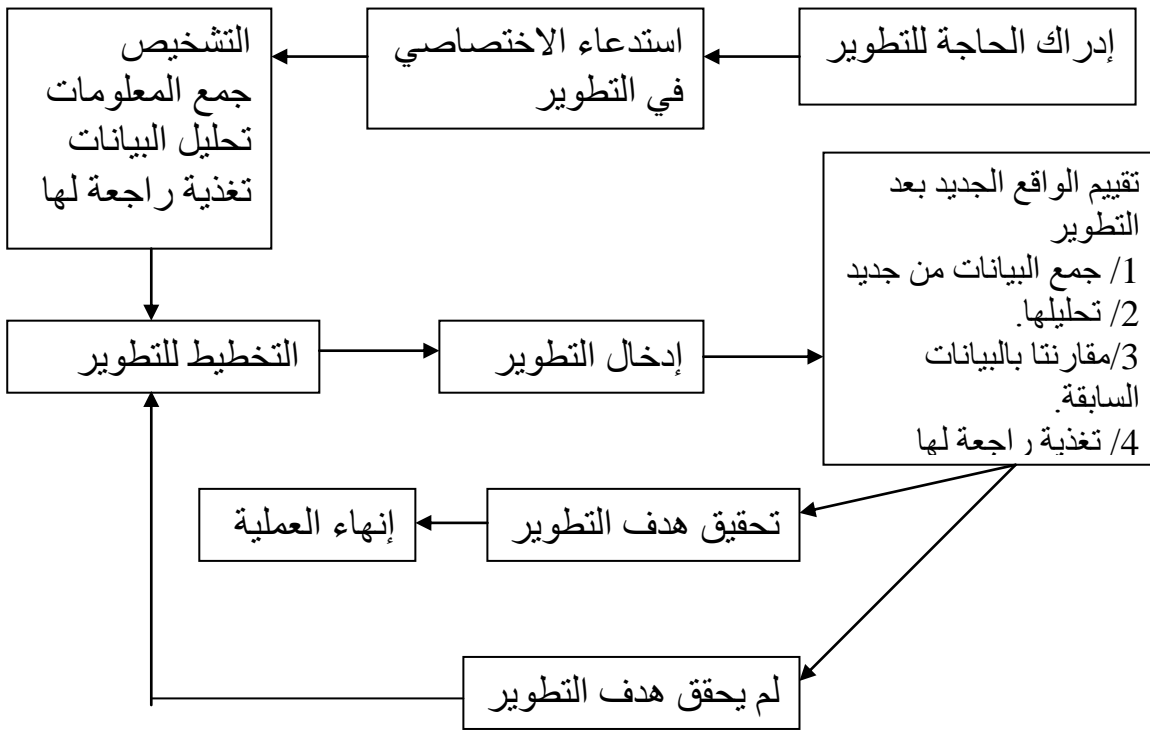 إدراك الحاجة للتطوير
استدعاء الاختصاصي
في التطوير
التشخيص
جمع المعلومات
تحليل البيانات
تغذية راجعة لها
التخطيط للتطوير
إدخال التطوير
تقييم الواقع الجديد بعد
التطوير
1/ جمع البيانات من جديد
2/ تحليلها.
3/مقارنتا بالبيانات
السابقة.
4/ تغذية راجعة لها
تحقيق هدف التطوير
إنهاء العملية
لم يحقق هدف التطوير